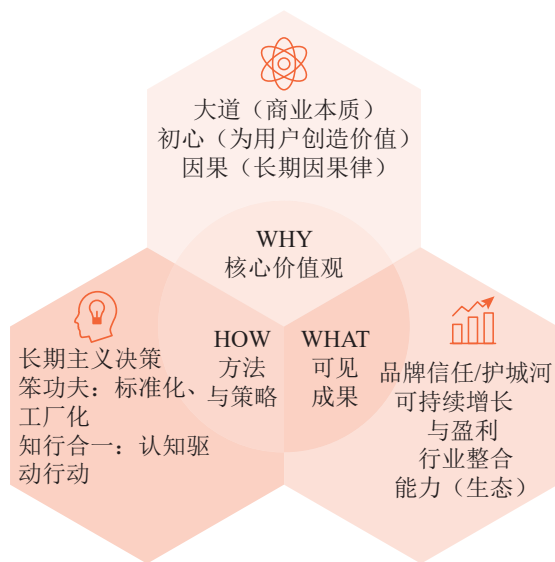 大道（商业本质）
初心（为用户创造价值）
因果（长期因果律）
WHY
核心价值观
HOW
方法
与策略
WHAT
可见
成果
长期主义决策
笨功夫：标准化、
工厂化
知行合一：认知驱
动行动
品牌信任/护城河
可持续增长
与盈利
行业整合
能力（生态）